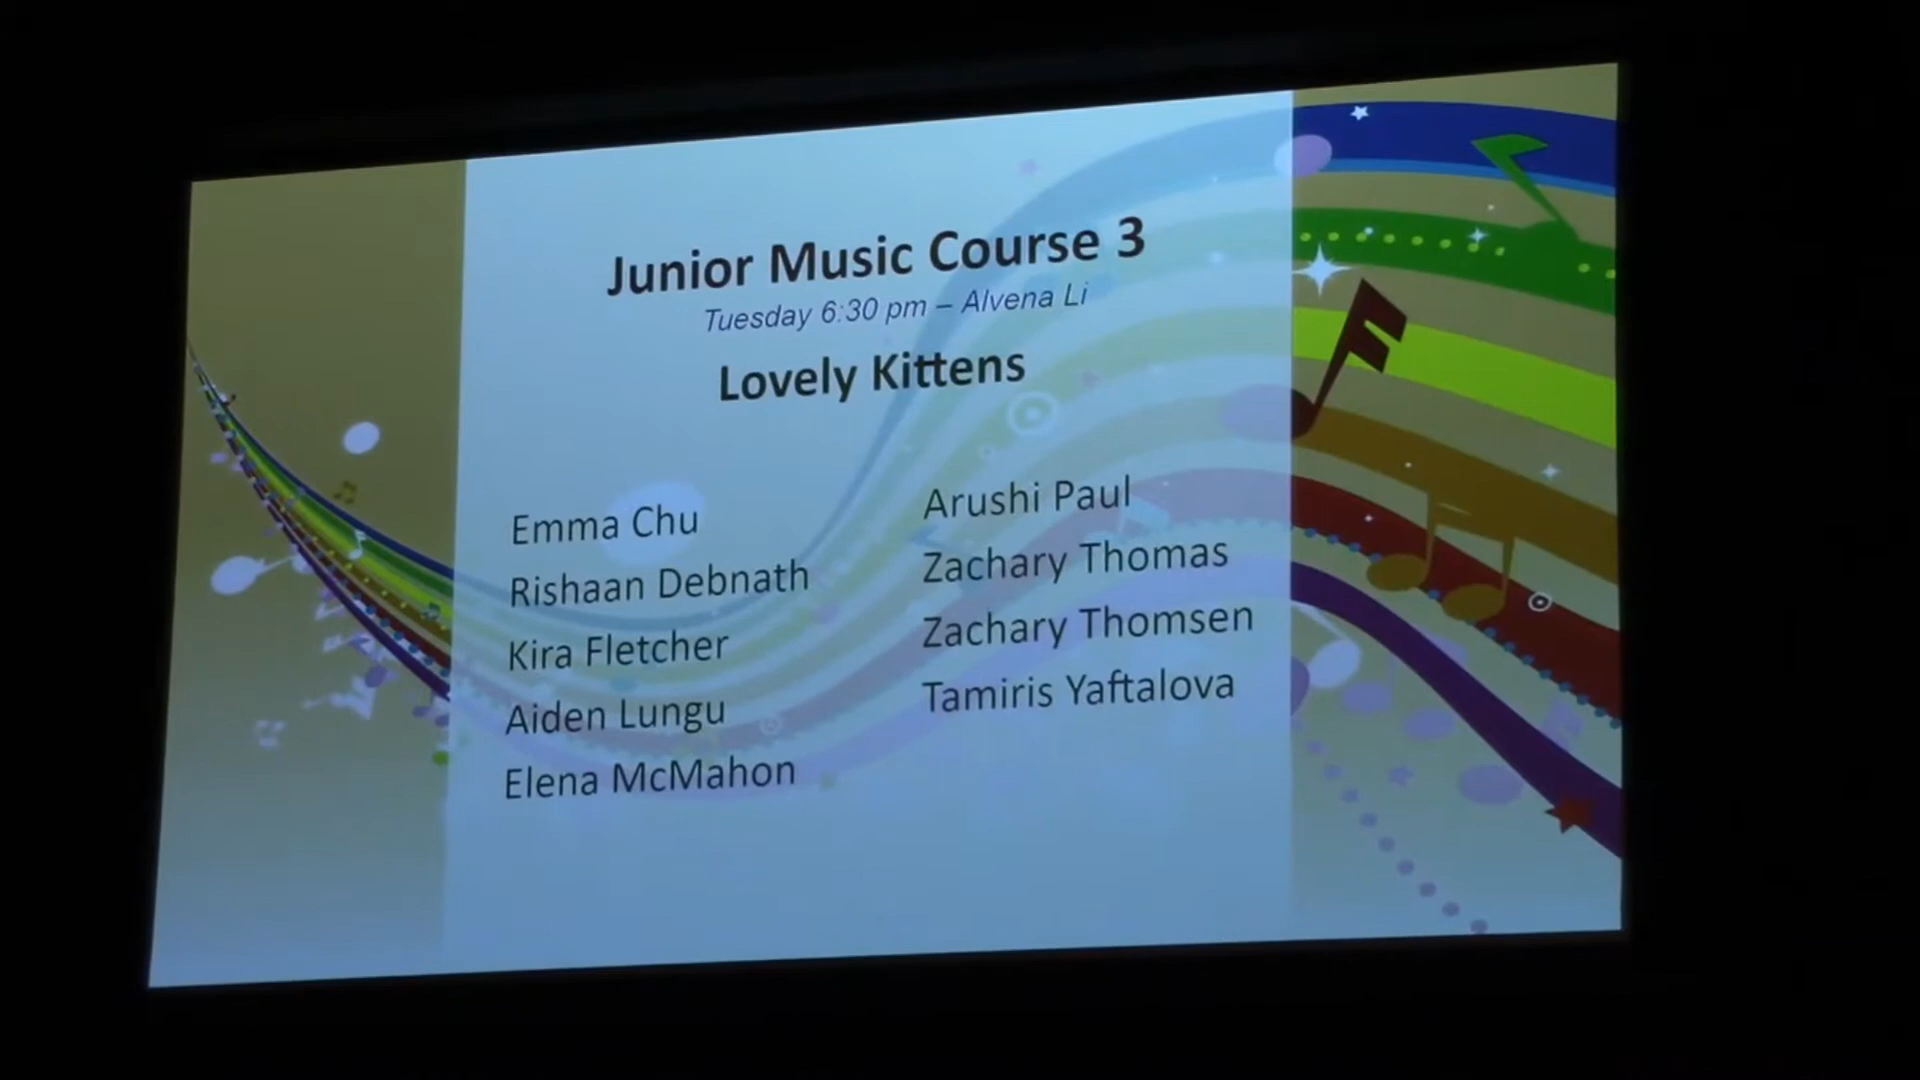 Junior Music Course 3
Tuesday 6:30 pm – Alvena Li
Lovely Kittens
Emma Chu
Rishaan Debnath
Kira Fletcher
Aiden Lungu
Elena McMahon
Arushi Paul
Zachary Thomas
Zachary Thomsen
Tamiris Yaftalova